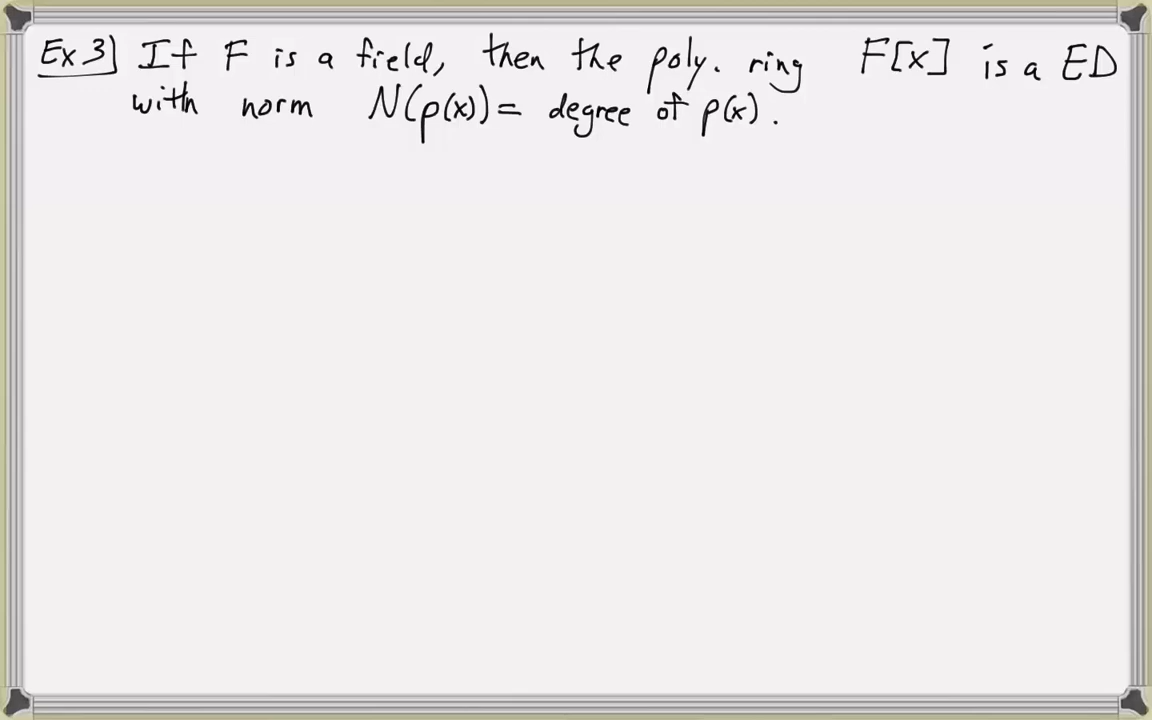 Ex 3] If F is a field, then the poly. ring F[x] is a ED
with norm N(p(x)) = degree of p(x).